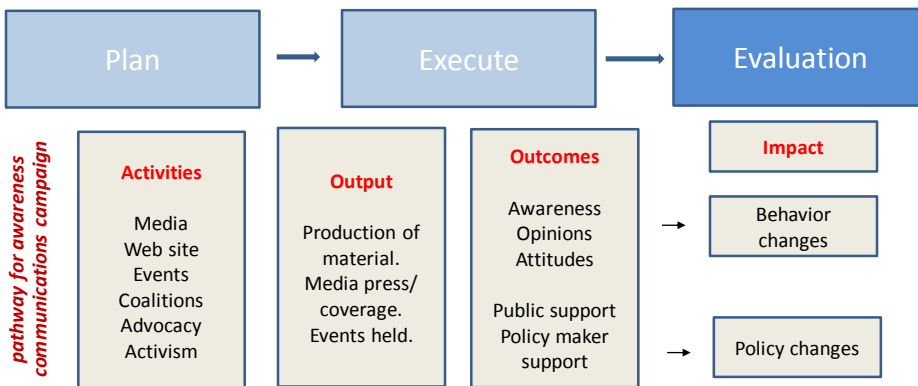 Plan
Execute
Evaluation
pathway for awareness
communications campaign
Activities
Media
Web site
Events
Coalitions
Advocacy
Activism
Output
Production of
material.
Media press/
coverage.
Events held.
Outcomes
Awareness
Opinions
Attitudes
Public support
Policy maker
support
Impact
Behavior
changes
Policy changes